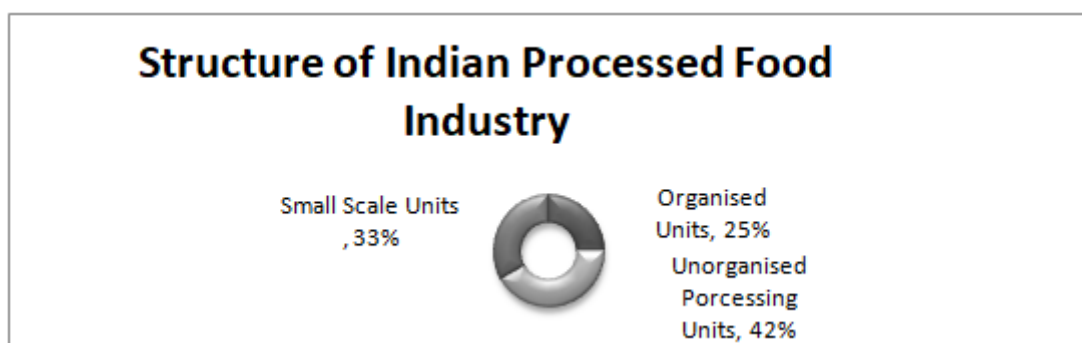 Structure of Indian Processed Food
Industry
Small Scale Units
, 33%
Organised
Units, 25%
Unorganised
Porcessing
Units, 42%